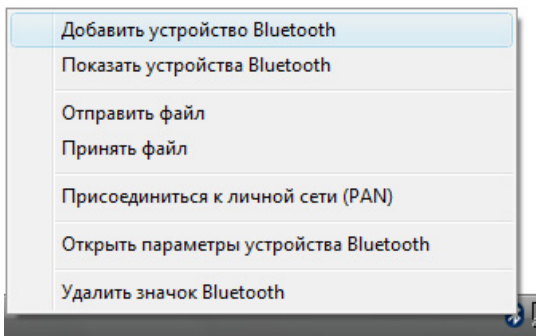 Добавить устройство Bluetooth
Показать устройства Bluetooth
Отправить файл
Принять файл
Присоединиться к личной сети (PAN)
Открыть параметры устройства Bluetooth
Удалить значок Bluetooth